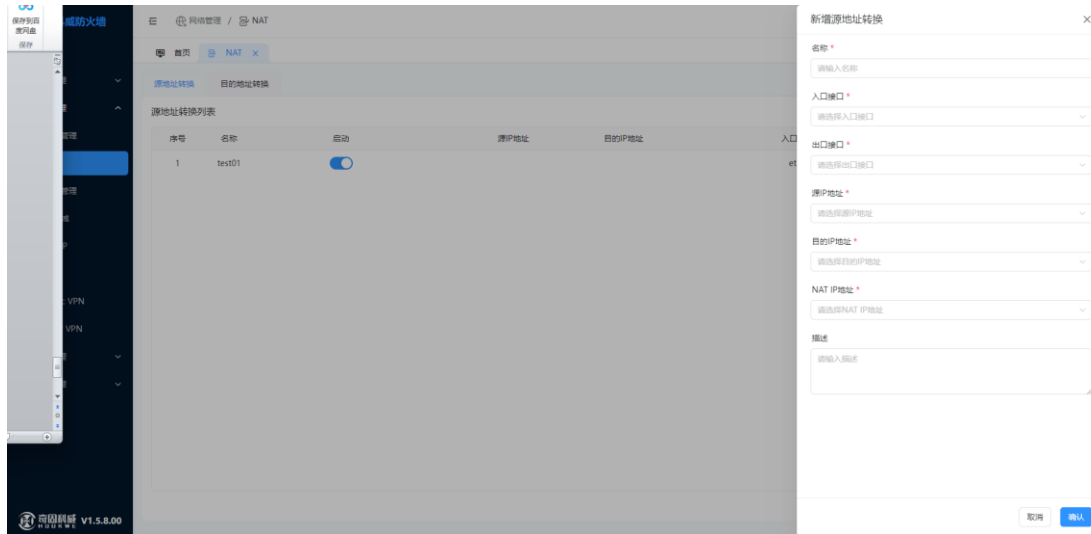 保存到百
度网盘
保存
威防火墙
网络管理 / NAT
首页
NAT ×
源地址转换
目的地址转换
源地址转换列表
序号 名称 启动 源IP地址 目的IP地址 入口
1 test01 et
管理
管理
VPN
VPN
V1.5.8.00
新增源地址转换
名称 *
请输入名称
入口接口 *
请选择入口接口
出口接口 *
请选择出口接口
源IP地址 *
请选择源IP地址
目的IP地址 *
请选择目的IP地址
NAT IP地址 *
请选择NAT IP地址
描述
请输入描述
取消
确认